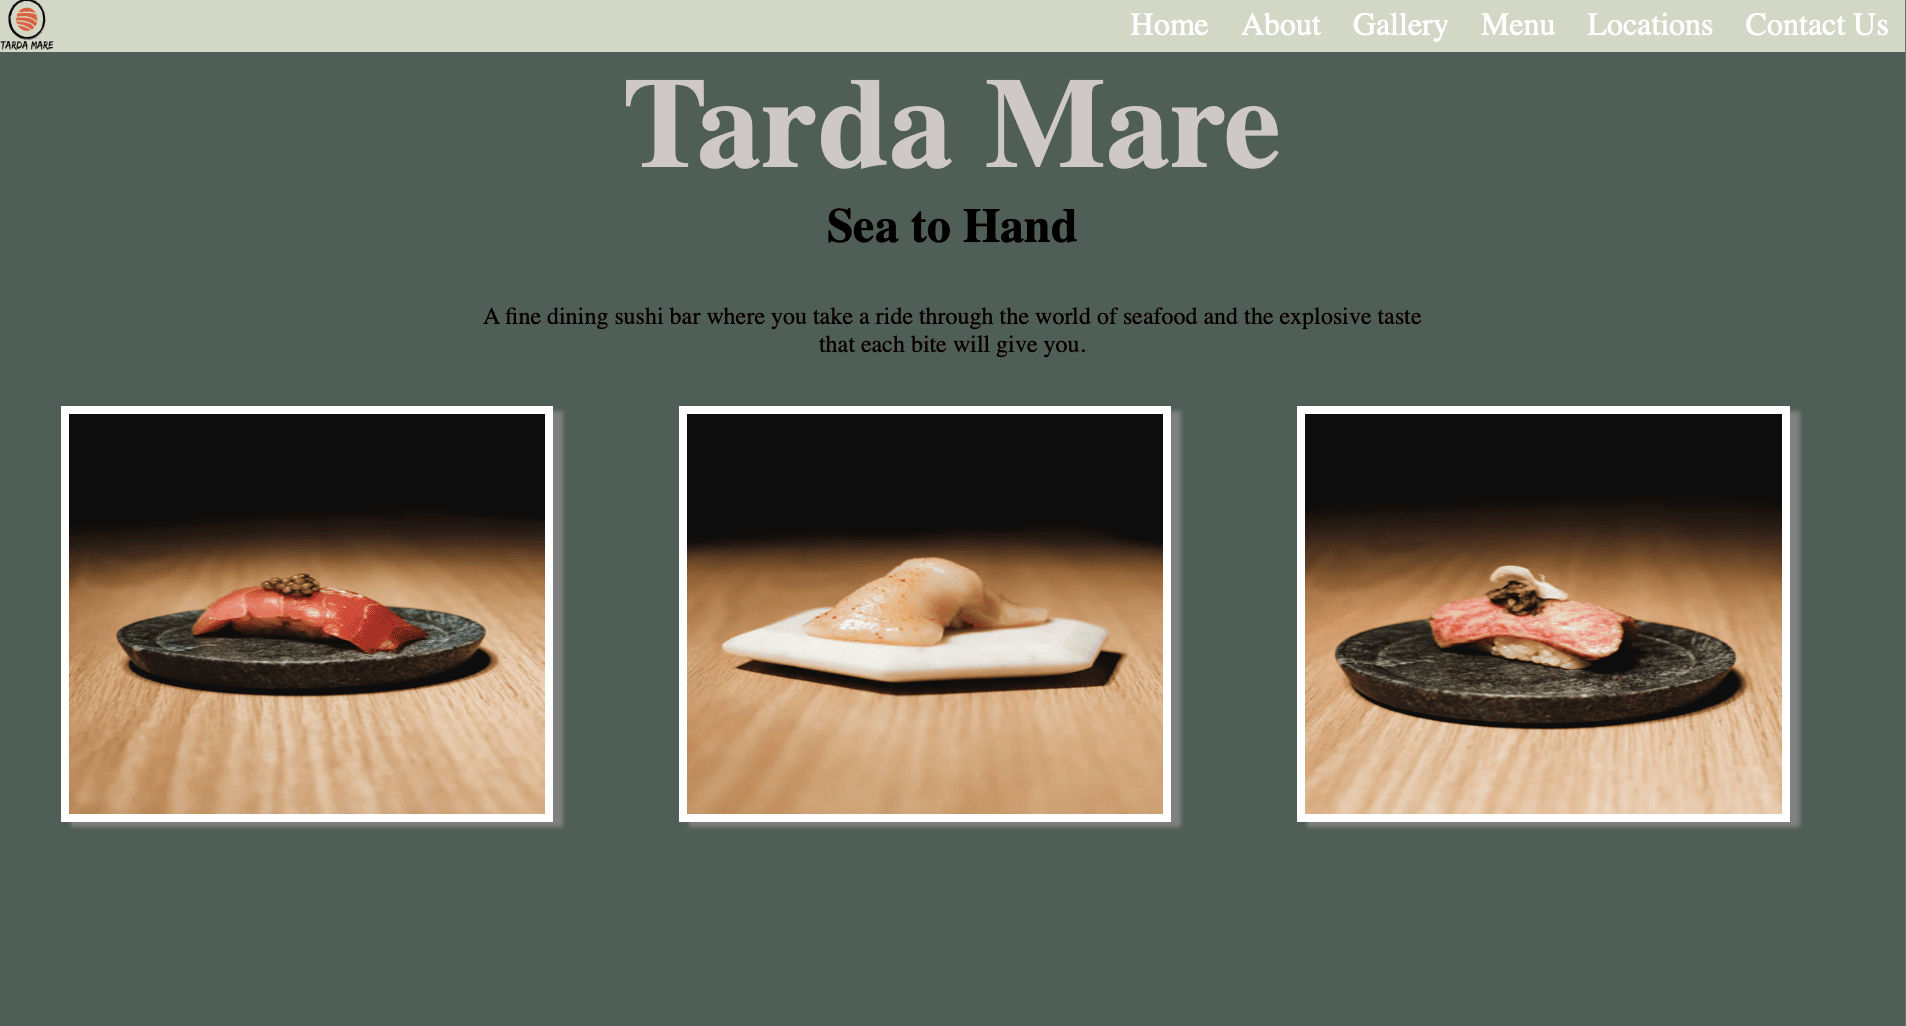 TARDA MARE
Home About Gallery Menu Locations Contact Us
Tarda Mare
Sea to Hand
A fine dining sushi bar where you take a ride through the world of seafood and the explosive taste
that each bite will give you.